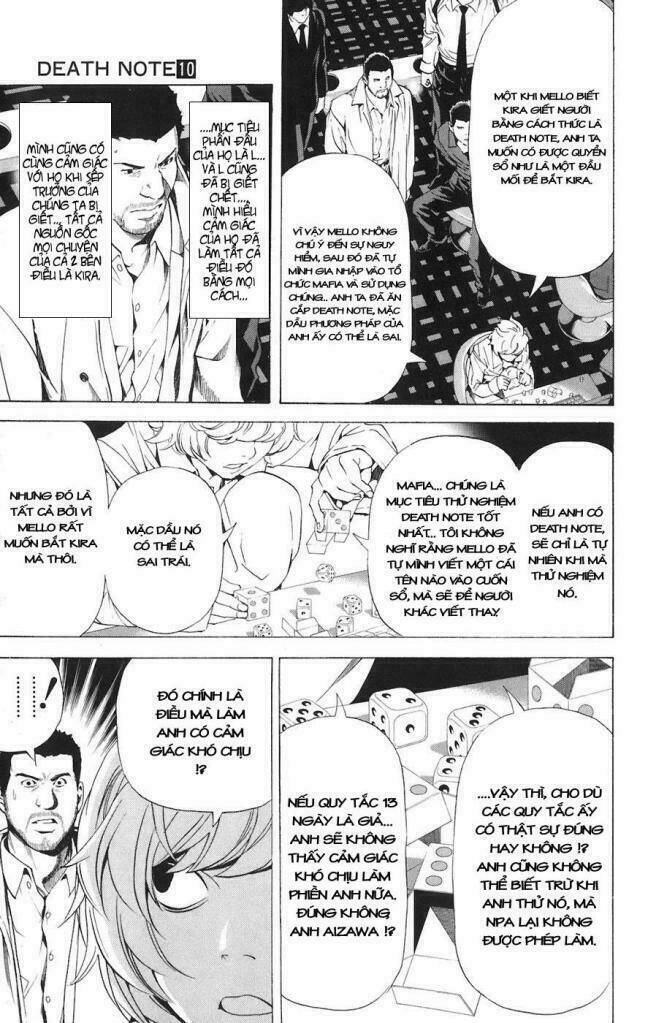 DEATH NOTE 10
MỘT KHI MELLO BIẾT
KIRA GIẾT NGƯỜI
BẰNG CÁCH THỨC LÀ
DEATH NOTE, ANH TA
MUỐN CÓ ĐƯỢC QUYỂN
SỔ NHƯ LÀ MỘT ĐẦU
MỐI ĐỂ BẮT KIRA.
VÌ VẬY MELLO KHÔNG
CHÚ Ý ĐẾN SỰ NGUY
HIỂM, SAU ĐÓ ĐÃ TỰ
MÌNH GIA NHẬP VÀO TỔ
CHỨC MAFIA VÀ SỬ DỤNG
CHÚNG.. ANH TA ĐÃ ĂN
CẮP DEATH NOTE, MẶC
DẦU PHƯƠNG PHÁP CỦA
ANH ẤY CÓ THỂ LÀ SAI.
....MỤC TIÊU
PHẤN ĐẤU
CỦA HỌ LÀ L...
VÀ L CŨNG
ĐÃ BỊ GIẾT
CHẾT....
MÌNH HIỂU
CẢM GIÁC
CỦA HỌ ĐÃ
LÀM TẤT CẢ
ĐIỀU ĐÓ
BẰNG MỌI
CÁCH...
MÌNH CŨNG CÓ
CÙNG CẢM GIÁC
VỚI HỌ KHI SẾP
TRƯỞNG CỦA
CHÚNG TA BỊ
GIẾT... TẤT CẢ
NGUỒN GỐC
MỌI CHUYỆN
CỦA CẢ 2 BÊN
ĐIỀU LÀ KIRA.
NẾU ANH CÓ
DEATH NOTE,
SẼ CHỈ LÀ TỰ
NHIÊN KHI MÀ
THỬ NGHIỆM
NÓ.
MAFIA... CHÚNG LÀ
MỤC TIÊU THỬ NGHIỆM
DEATH NOTE TỐT
NHẤT.. TÔI KHÔNG
NGHĨ RẰNG MELLO ĐÃ
TỰ MÌNH VIẾT MỘT CÁI
TÊN NÀO VÀO CUỐN
SỔ, MÀ SẼ ĐỂ NGƯỜI
KHÁC VIẾT THAY.
MẶC DẦU NÓ
CÓ THỂ LÀ
SAI TRÁI.
NHƯNG ĐÓ LÀ
TẤT CẢ BỞI VÌ
MELLO RẤT
MUỐN BẮT KIRA
MÀ THÔI.
....VẬY THÌ, CHO DÙ
CÁC QUY TẮC ẤY
CÓ THẬT SỰ ĐÚNG
HAY KHÔNG !?
ANH CŨNG KHÔNG
THỂ BIẾT TRỪ KHI
ANH THỬ NÓ, MÀ
NPA LẠI KHÔNG
ĐƯỢC PHÉP LÀM.
NẾU QUY TẮC 13
NGÀY LÀ GIẢ...
ANH SẼ KHÔNG
THẤY CẢM GIÁC
KHÓ CHỊU LÀM
PHIỀN ANH NỮA.
ĐÚNG KHÔNG,
ANH AIZAWA !?
ĐÓ CHÍNH LÀ
ĐIỀU MÀ LÀM
ANH CÓ CẢM
GIÁC KHÓ CHỊU
!?
......!